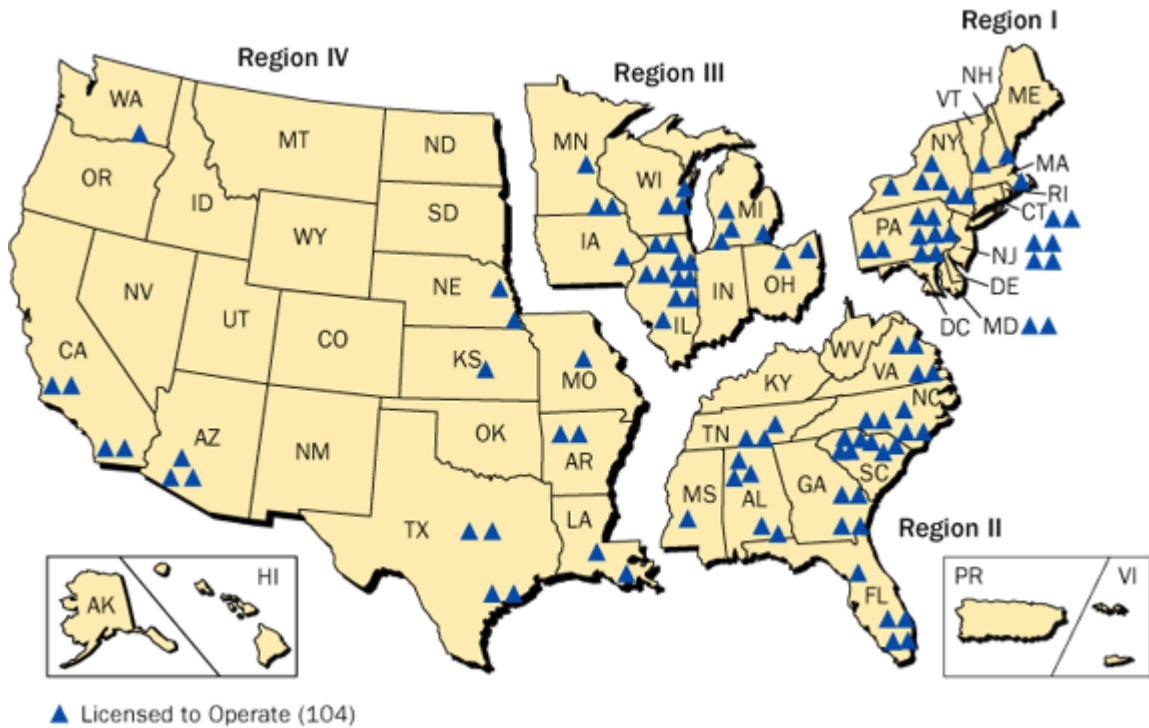 Region I
Region IV
Region III
NH
WA
VT
ME
MT
ND
MN
NY
OR
WI
MA
ID
MI
RI
SD
PA
CT
WY
IA
NJ
NE
OH
IN
NV
DE
UT
IL
DC
MD
CO
CA
KS
WV
MO
KY
VA
NC
AZ
OK
TN
NM
AR
SC
MS
GA
AL
TX
LA
Region II
HI
PR
VI
AK
FL
Licensed to Operate (104)